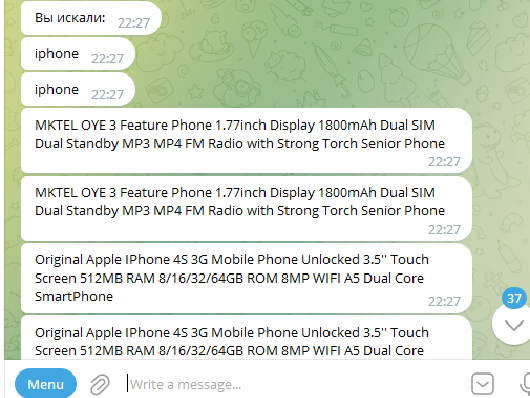 Вы искали: 22:27
iphone 22:27
iphone 22:27
MKTEL OYE 3 Feature Phone 1.77inch Display 1800mAh Dual SIM
Dual Standby MP3 MP4 FM Radio with Strong Torch Senior Phone
22:27
MKTEL OYE 3 Feature Phone 1.77inch Display 1800mAh Dual SIM
Dual Standby MP3 MP4 FM Radio with Strong Torch Senior Phone
22:27
Original Apple IPhone 4S 3G Mobile Phone Unlocked 3.5'' Touch
Screen 512MB RAM 8/16/32/64GB ROM 8MP WIFI A5 Dual Core
SmartPhone 22:27
37
Original Apple IPhone 4S 3G Mobile Phone Unlocked 3.5'' Touch
Screen 512MB RAM 8/16/32/64GB ROM 8MP WIFI A5 Dual Core
Menu Write a message...